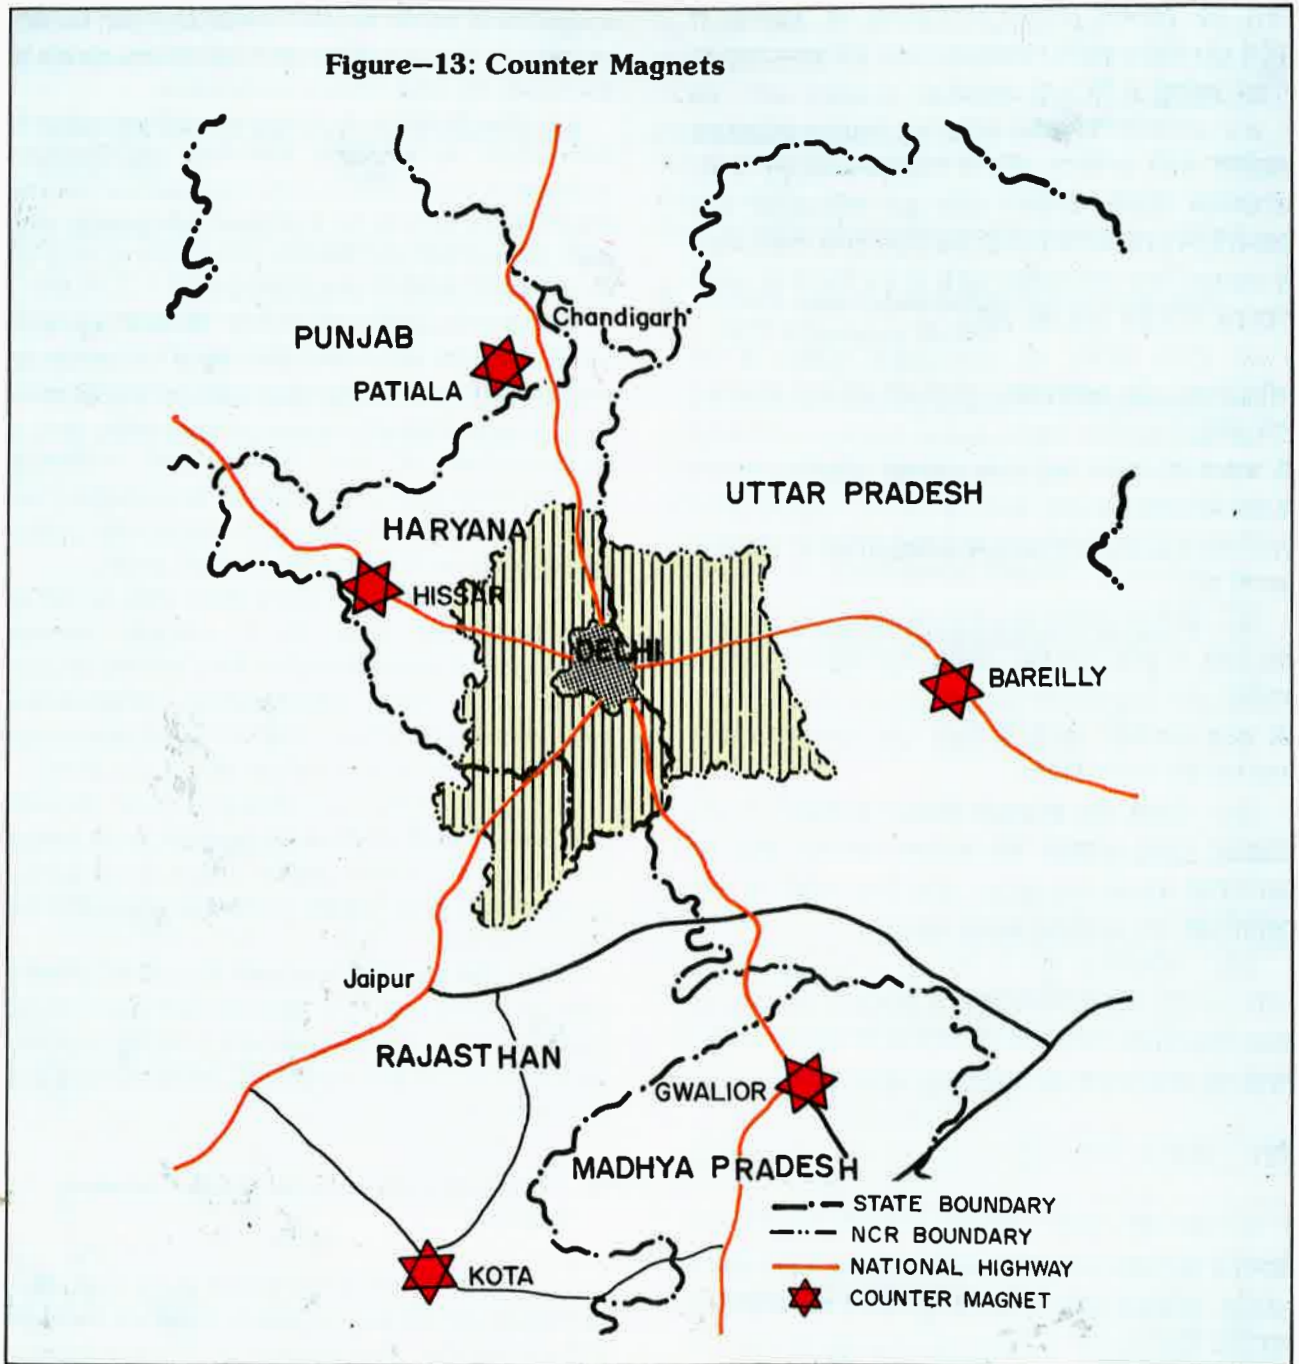 Figure—13: Counter Magnets
Chandigarh
PUNJAB
PATIALA
UTTAR PRADESH
HARYANA
HISSAR
DELHI
BAREILLY
Jaipur
RAJASTHAN
GWALIOR
MADHYA PRADESH
STATE BOUNDARY
NCR BOUNDARY
KOTA
NATIONAL HIGHWAY
COUNTER MAGNET